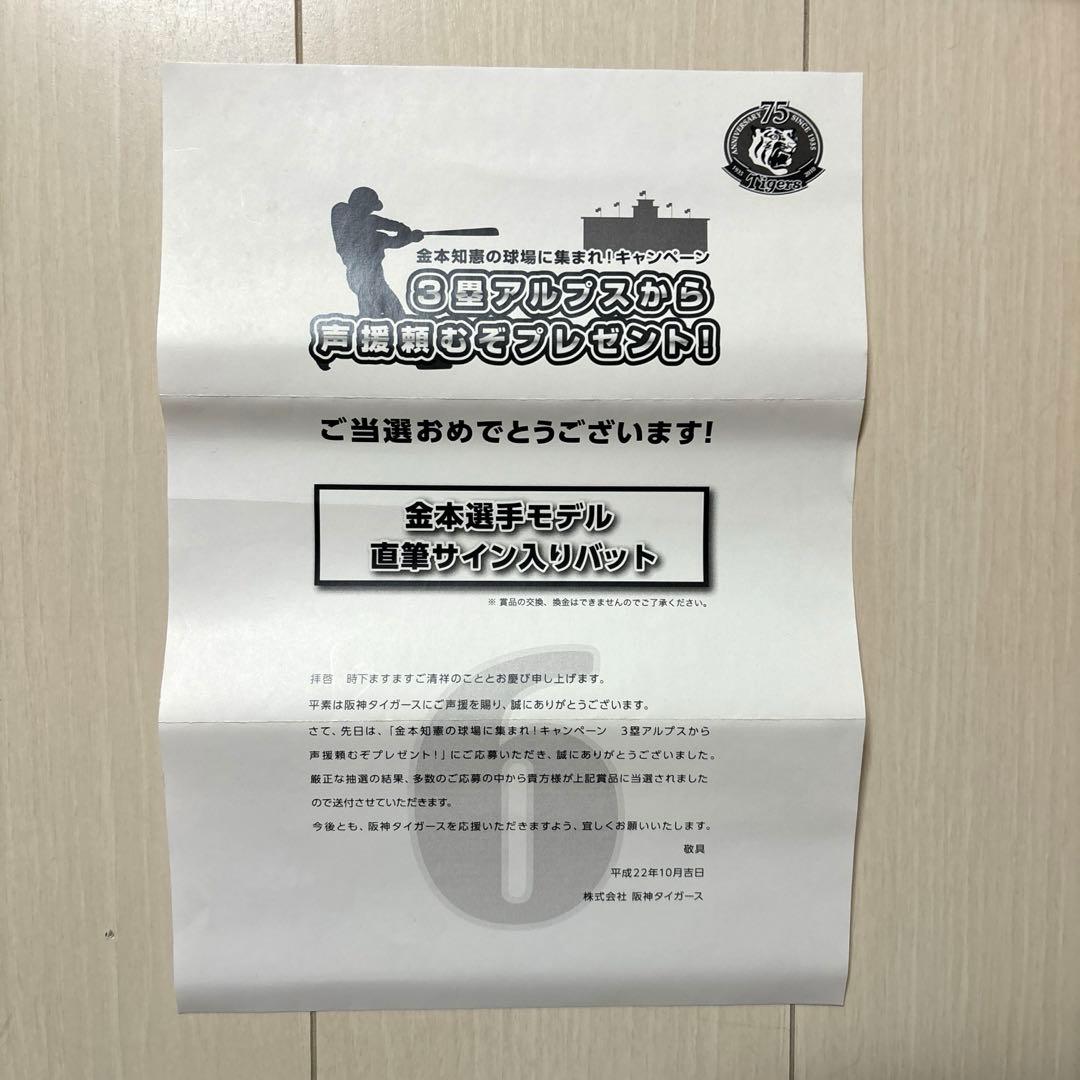 75
ANNIVERSARY SINCE 1935
1935 Tigers 2010
金本知憲の球場に集まれ！キャンペーン
3塁アルプスから
声援頼むぞプレゼント！
ご当選おめでとうございます！
金本選手モデル
直筆サイン入りバット
※ 賞品の交換、換金はできませんのでご了承ください。
6
拝啓　時下ますますご清祥のこととお慶び申し上げます。
平素は阪神タイガースにご声援を賜り、誠にありがとうございます。
さて、先日は、「金本知憲の球場に集まれ！キャンペーン　3塁アルプスから
声援頼むぞプレゼント！」にご応募いただき、誠にありがとうございました。
厳正な抽選の結果、多数のご応募の中から貴方様が上記賞品に当選されました
ので送付させていただきます。
今後とも、阪神タイガースを応援いただきますよう、宜しくお願いいたします。
敬具
平成22年10月吉日
株式会社 阪神タイガース